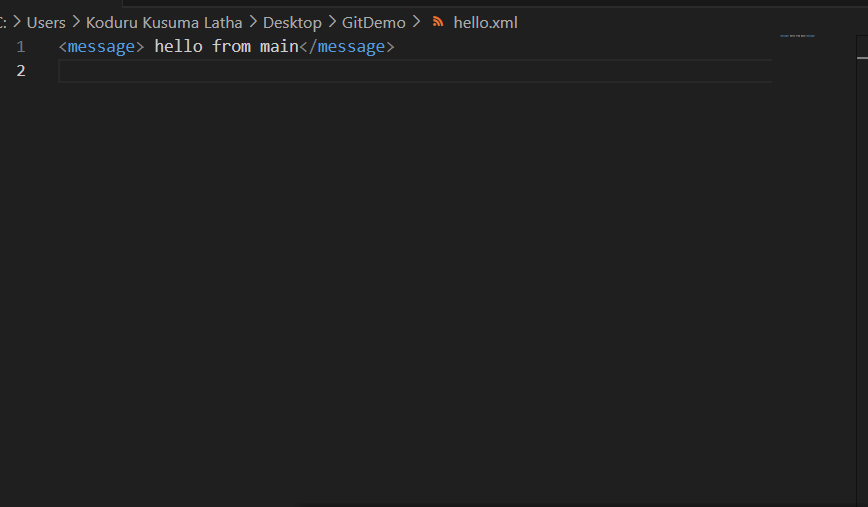 C: > Users > Koduru Kusuma Latha > Desktop > GitDemo > hello.xml
1 <message> hello from main</message>
2